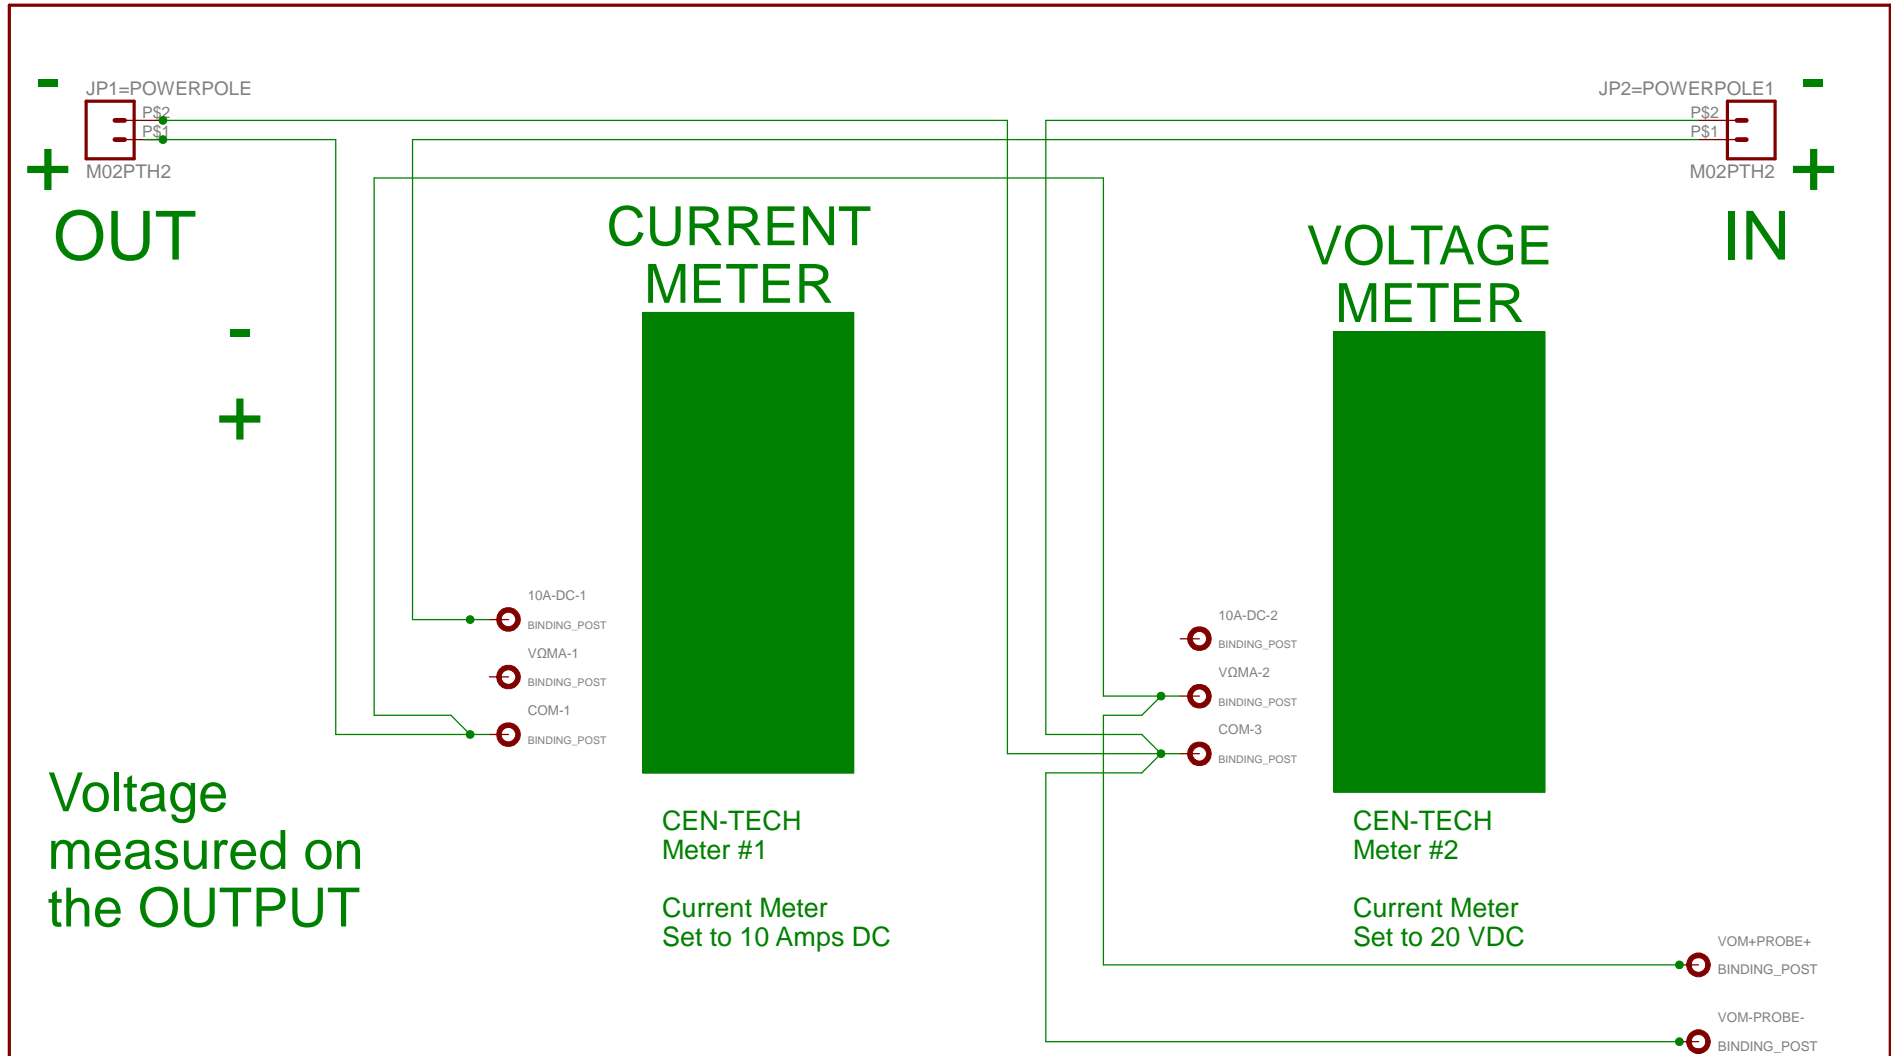 -
JP1=POWERPOLE
P$2
P$1
M02PTH2
+
OUT
JP2=POWERPOLE1
-
P$2
P$1
M02PTH2
+
IN
CURRENT
METER
VOLTAGE
METER
-
+
10A-DC-1
BINDING_POST
VΩMA-1
BINDING_POST
COM-1
BINDING_POST
10A-DC-2
BINDING_POST
VΩMA-2
BINDING_POST
COM-3
BINDING_POST
Voltage
measured on
the OUTPUT
CEN-TECH
Meter #1
Current Meter
Set to 10 Amps DC
CEN-TECH
Meter #2
Current Meter
Set to 20 VDC
VOM+PROBE+
BINDING_POST
VOM-PROBE-
BINDING_POST